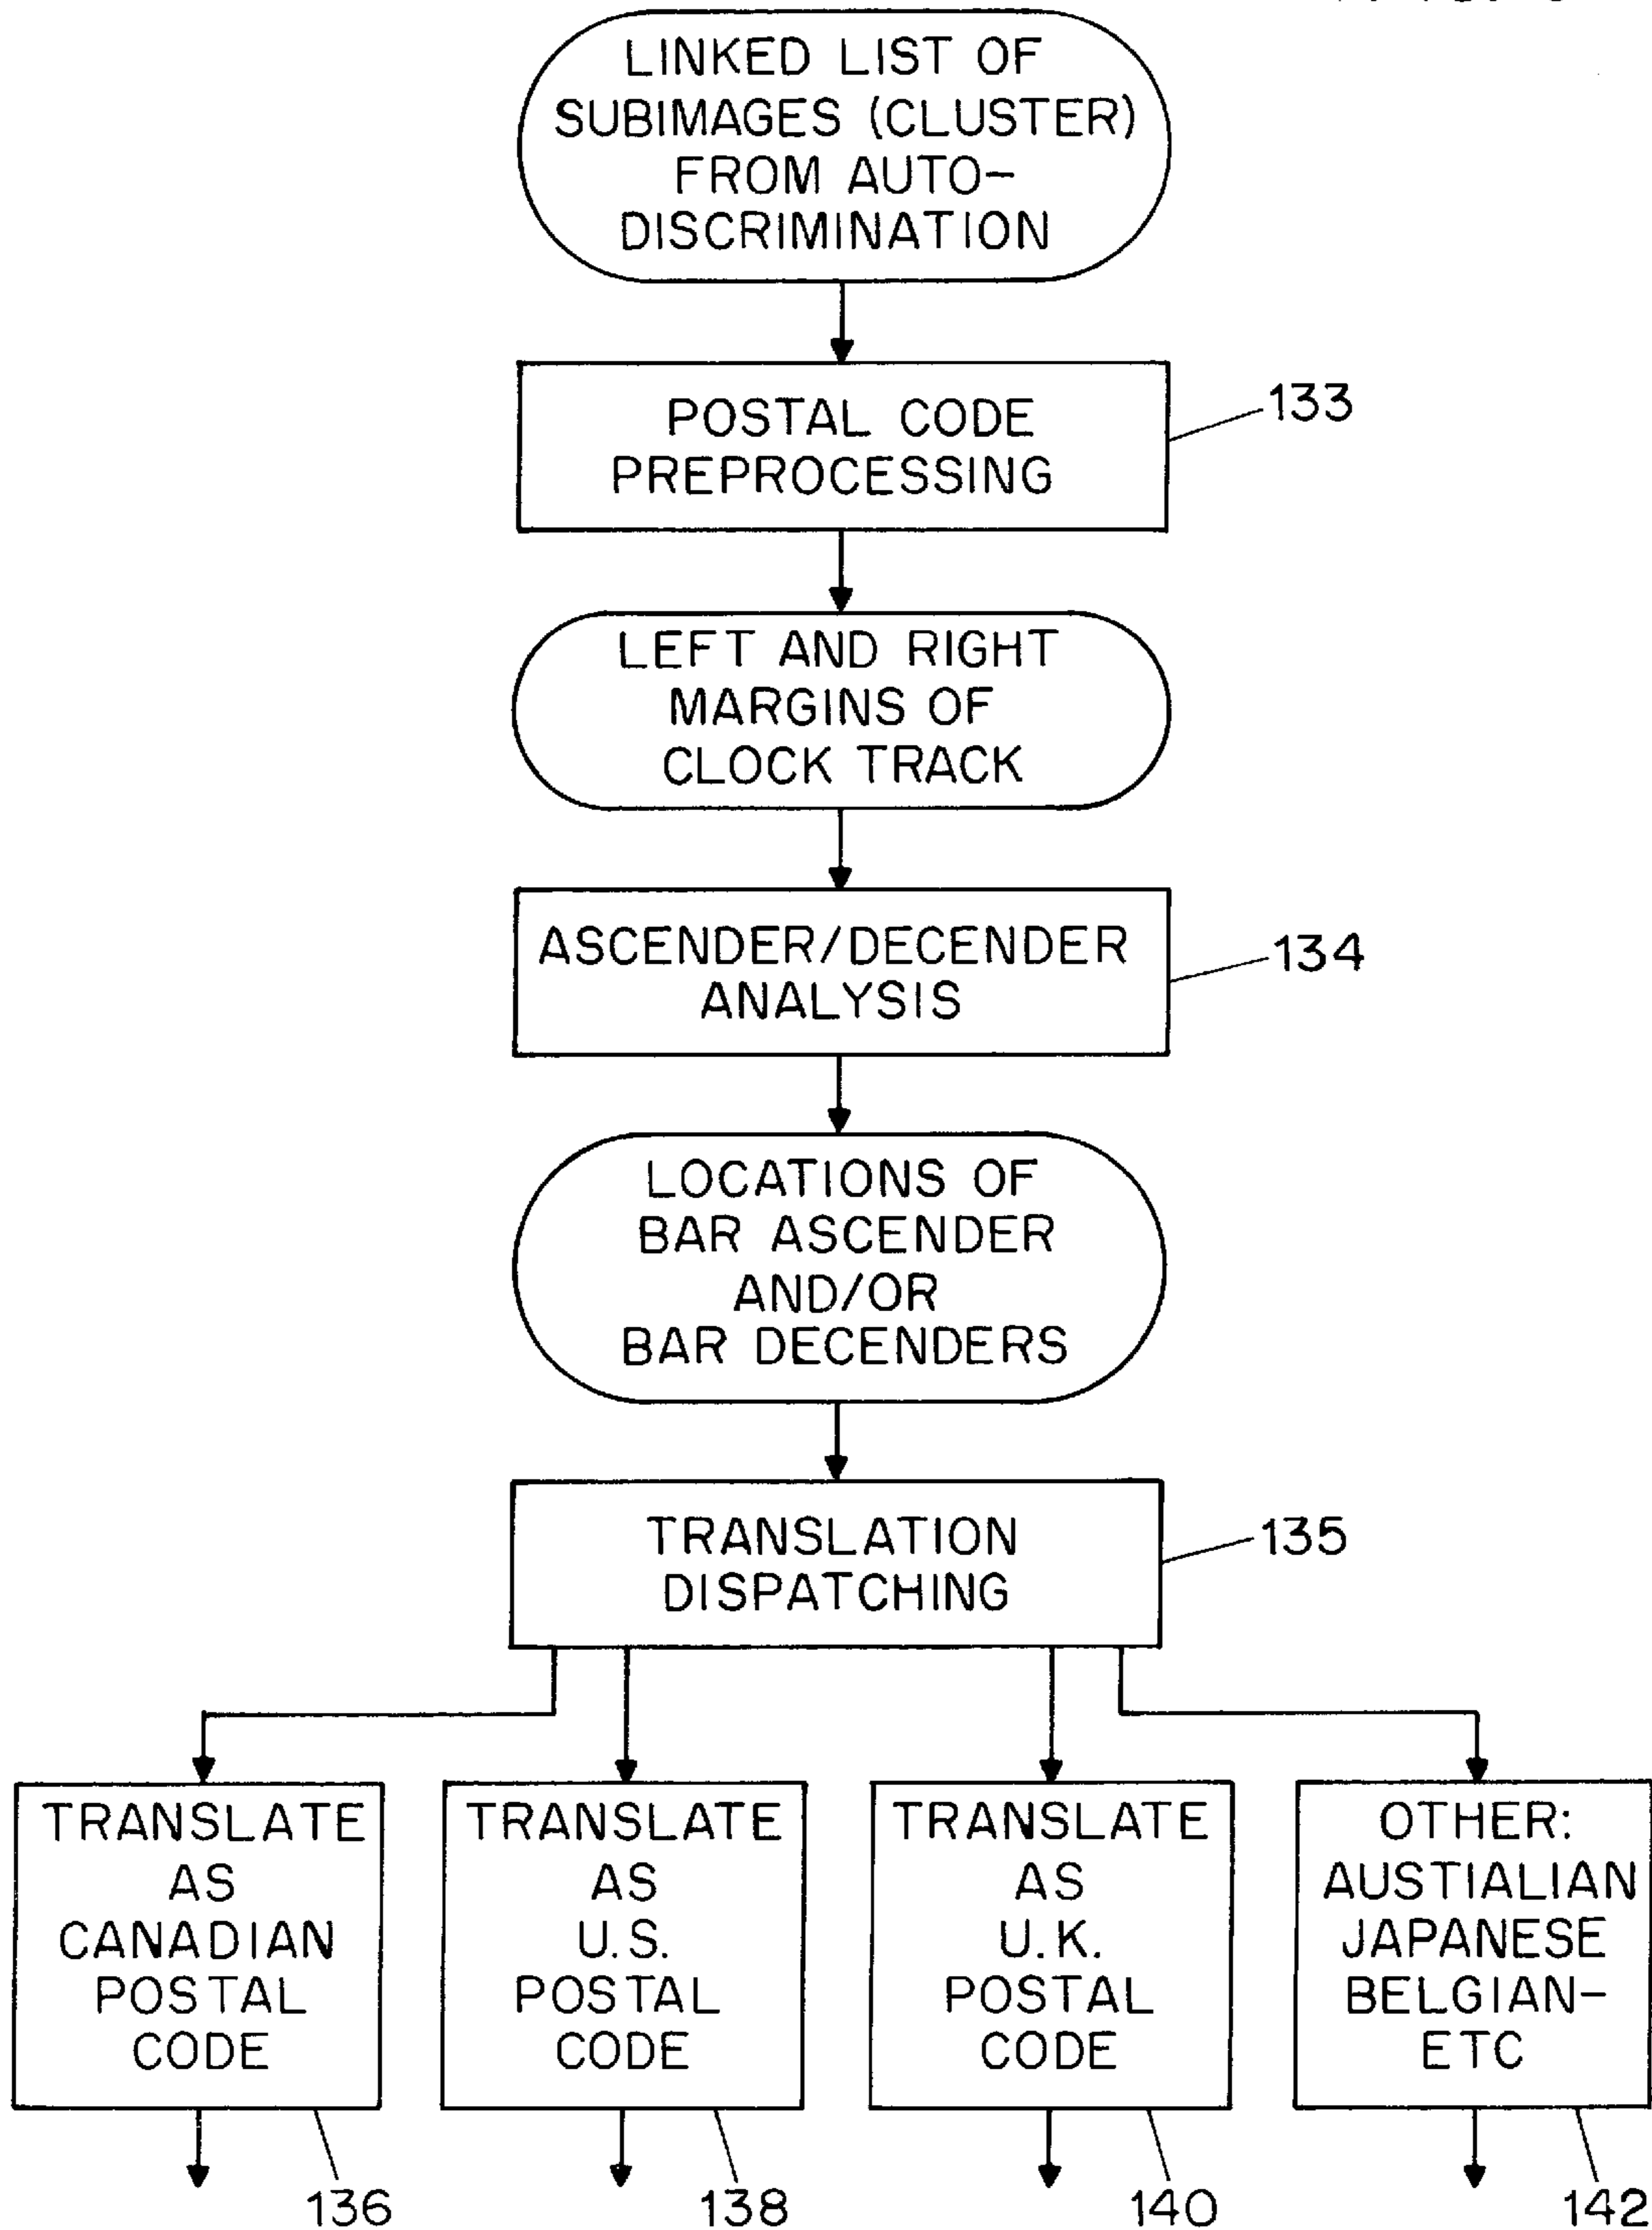 LINKED LIST OF
SUBIMAGES (CLUSTER)
FROM AUTO-
DISCRIMINATION
POSTAL CODE
PREPROCESSING
133
LEFT AND RIGHT
MARGINS OF
CLOCK TRACK
ASCENDER/DECENDER
ANALYSIS
134
LOCATIONS OF
BAR ASCENDER
AND/OR
BAR DECENDERS
TRANSLATION
DISPATCHING
135
TRANSLATE
AS
CANADIAN
POSTAL
CODE
136
TRANSLATE
AS
U.S.
POSTAL
CODE
138
TRANSLATE
AS
U.K.
POSTAL
CODE
140
OTHER:
AUSTIALIAN
JAPANESE
BELGIAN-
ETC
142